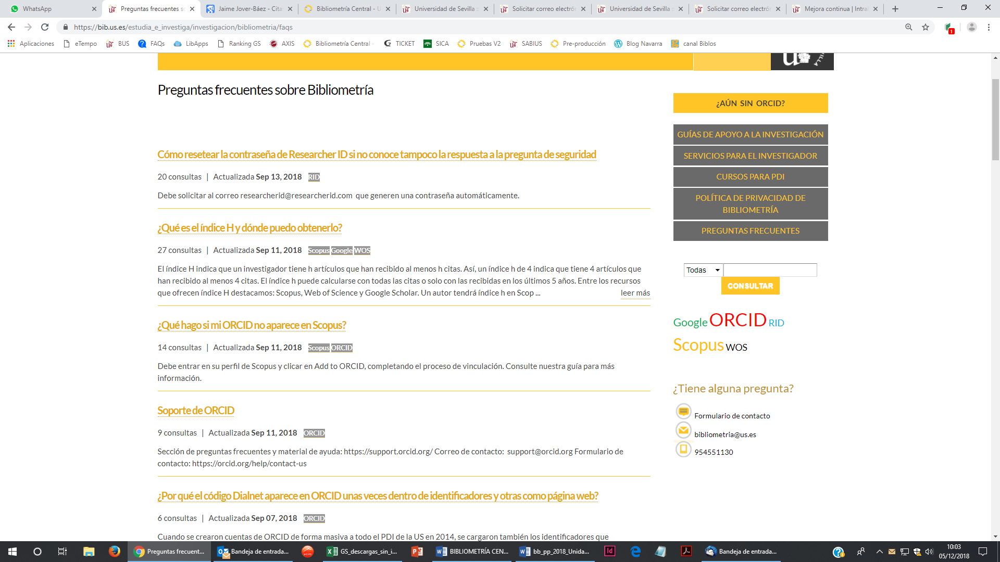 WhatsApp
Preguntas frecuentes so
Jaime Jover-Báez - Cita
Bibliometría Central - U
Universidad de Sevilla
Solicitar correo electrón
Universidad de Sevilla
Solicitar correo electrón
Mejora continua | Intra
https://bib.us.es/estudia_e_investiga/investigacion/bibliometria/faqs
1
Aplicaciones
eTempo
BUS
FAQs
LibApps
Ranking GS
AXIS
Bibliometría Central -
TICKET
SICA
Pruebas V2
SABIUS
Pre-producción
Blog Navarra
canal Biblos
Preguntas frecuentes sobre Bibliometría
Cómo resetear la contraseña de Researcher ID si no conoce tampoco la respuesta a la pregunta de seguridad
20 consultas | Actualizada Sep 13, 2018 RID
Debe solicitar al correo researcherid@researcherid.com que generen una contraseña automáticamente.
¿Qué es el índice H y dónde puedo obtenerlo?
27 consultas | Actualizada Sep 11, 2018 Scopus Google WOS
El índice H indica que un investigador tiene h artículos que han recibido al menos h citas. Así, un índice h de 4 indica que tiene 4 artículos que
han recibido al menos 4 citas. El índice h puede calcularse con todas las citas o solo con las recibidas en los últimos 5 años. Entre los recursos
que ofrecen índice H destacamos: Scopus, Web of Science y Google Scholar. Un autor tendrá índice h en Scop ... leer más
¿Qué hago si mi ORCID no aparece en Scopus?
14 consultas | Actualizada Sep 11, 2018 Scopus ORCID
Debe entrar en su perfil de Scopus y clicar en Add to ORCID, completando el proceso de vinculación. Consulte nuestra guía para más
información.
Soporte de ORCID
9 consultas | Actualizada Sep 11, 2018 ORCID
Sección de preguntas frecuentes y material de ayuda: https://support.orcid.org/ Correo de contacto: support@orcid.org Formulario de
contacto: https://orcid.org/help/contact-us
¿Por qué el código Dialnet aparece en ORCID unas veces dentro de identificadores y otras como página web?
6 consultas | Actualizada Sep 07, 2018 ORCID
Cuando se crearon cuentas de ORCID de forma masiva a todo el PDI de la US en 2014, se cargaron también los identificadores que
¿AÚN SIN ORCID?
GUÍAS DE APOYO A LA INVESTIGACIÓN
SERVICIOS PARA EL INVESTIGADOR
CURSOS PARA PDI
POLÍTICA DE PRIVACIDAD DE
BIBLIOMETRÍA
PREGUNTAS FRECUENTES
Todas
CONSULTAR
Google ORCID RID
Scopus WOS
¿Tiene alguna pregunta?
Formulario de contacto
bibliometria@us.es
954551130
Preguntas frecuent...
Bandeja de entrada...
GS_descargas_sin_i...
BIBLIOMETRÍA CEN...
bb_pp_2018_Unida...
Id
Bandeja de entrada...
10:03
05/12/2018